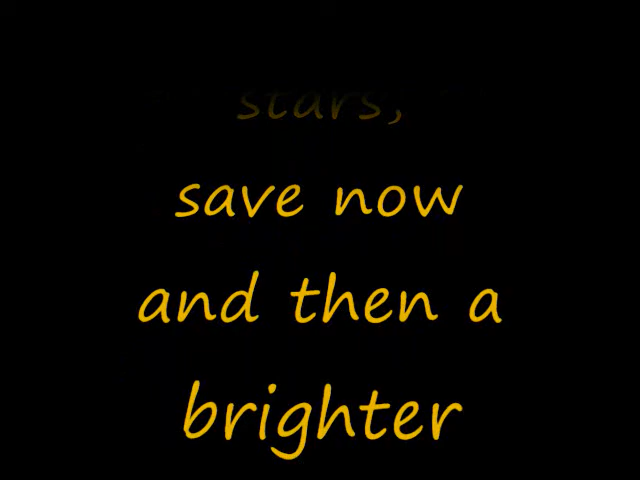 stars,
save now
and then a
brighter